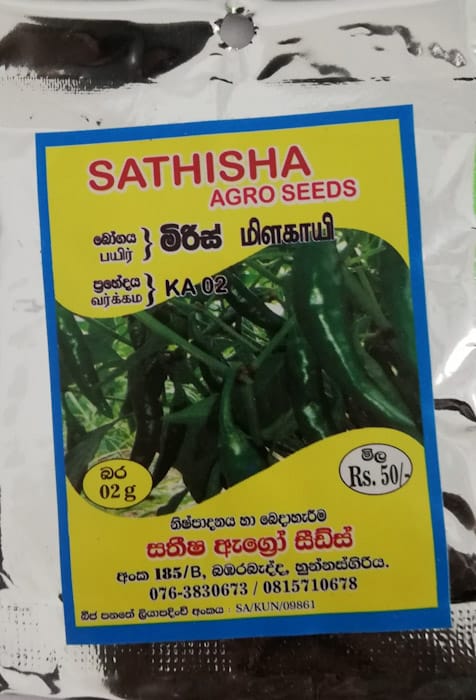 SATHISHA
AGRO SEEDS
බෝගය } මිරිස් மிளகாயி
பயிர்
ප්‍රභේදය } KA 02
வர்க்கம
බර
02 g
මිල
Rs. 50/-
නිෂ්පාදනය හා බෙදාහැරීම
සතීෂ ඇග්‍රෝ සීඩ්ස්
අංක 185/B, බඹරබැද්ද, හුන්නස්ගිරිය.
076-3830673 / 0815710678
බීජ පනතේ ලියාපදිංචි අංකය : SA/KUN/09861